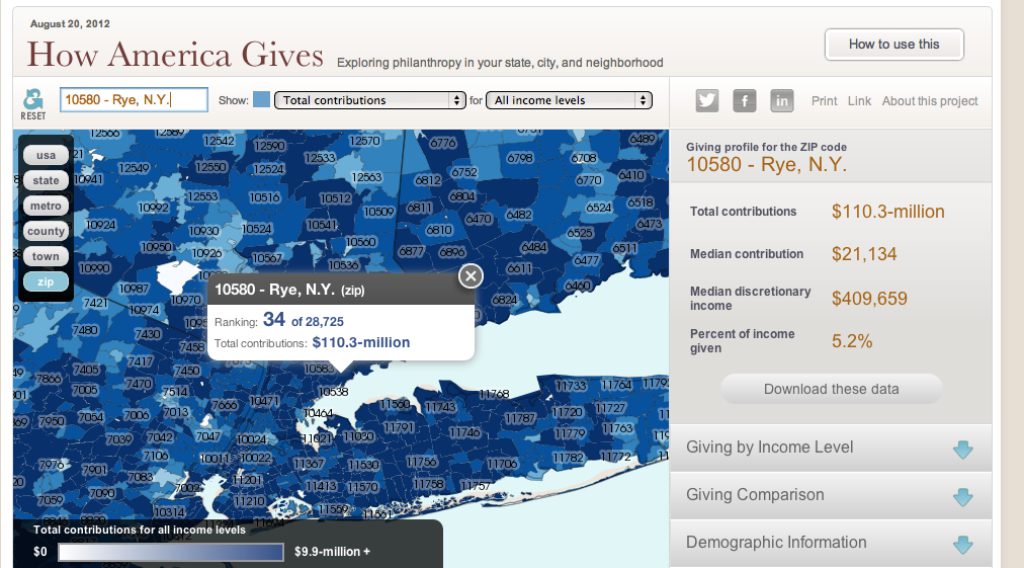 August 20, 2012
How America Gives Exploring philanthropy in your state, city, and neighborhood
How to use this
RESET
10580 - Rye, N.Y.
Show: Total contributions for All income levels
Print Link About this project
usa
state
metro
county
town
zip
12542 12590 12570 6776
12533 6798 6708 6489
12549 12550 12524 6752
12563 6812 6770 6410
10941 12553 10516 10512 6804
10992 10509 6811 6524 6518
6470 6482
10924 10930 10524 10541 6810 6525 6473
10950 10926 10567 10560 6877 6896 6484 6511
10990 10536 6611 6477
10987 6460
7421 10974 10970 6824
7480 7430
7458
7405 7417 7450 10583
7866 7005 7470 7514 10538 11733 11764
7950 7054 7006 7013 7666 10471 10464 11560 11743 11768 11720 11727
11787
7039 7042 7047 10024 11021 11030 11791 11746 11779 11763
7106 10011 10022 11367 11530 11756 11706 11782 11772
7976 7901
7083 7002 11201 11413 11570 11758 11757
7059 7090 11210 11559
10314
10580 - Rye, N.Y. (zip)
Ranking: 34 of 28,725
Total contributions: $110.3-million
Total contributions for all income levels
$0 $9.9-million +
Giving profile for the ZIP code
10580 - Rye, N.Y.
Total contributions $110.3-million
Median contribution $21,134
Median discretionary
income $409,659
Percent of income
given 5.2%
Download these data
Giving by Income Level
Giving Comparison
Demographic Information